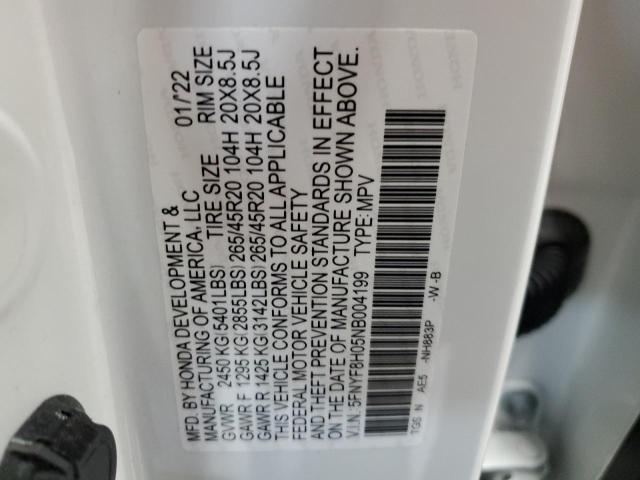 MFD. BY HONDA DEVELOPMENT & 01/22
MANUFACTURING OF AMERICA, LLC
GVWR 2450 KG(5401LBS) TIRE SIZE RIM SIZE
GAWR F 1295 KG(2855LBS) 265/45R20 104H 20X8.5J
GAWR R 1425 KG(3142LBS) 265/45R20 104H 20X8.5J
THIS VEHICLE CONFORMS TO ALL APPLICABLE
FEDERAL MOTOR VEHICLE SAFETY
AND THEFT PREVENTION STANDARDS IN EFFECT
ON THE DATE OF MANUFACTURE SHOWN ABOVE.
V.I.N.:5FNYF8H05NB004199 TYPE: MPV
TGS N AE5 -NH883P -W -B